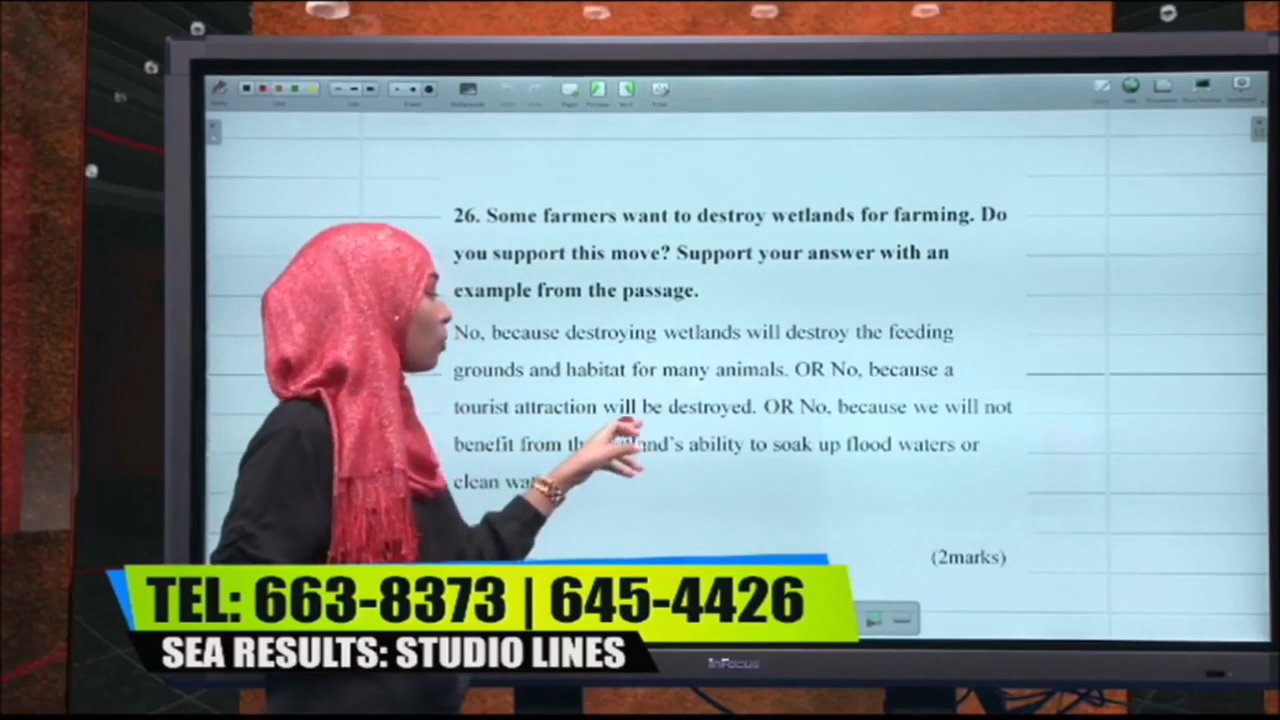 26. Some farmers want to destroy wetlands for farming. Do
you support this move? Support your answer with an
example from the passage.
No, because destroying wetlands will destroy the feeding
grounds and habitat for many animals. OR No, because a
tourist attraction will be destroyed. OR No, because we will not
benefit from and's ability to soak up flood waters or
clean wa
(2marks)
TEL: 663-8373 | 645-4426
SEA RESULTS: STUDIO LINES
InFocus